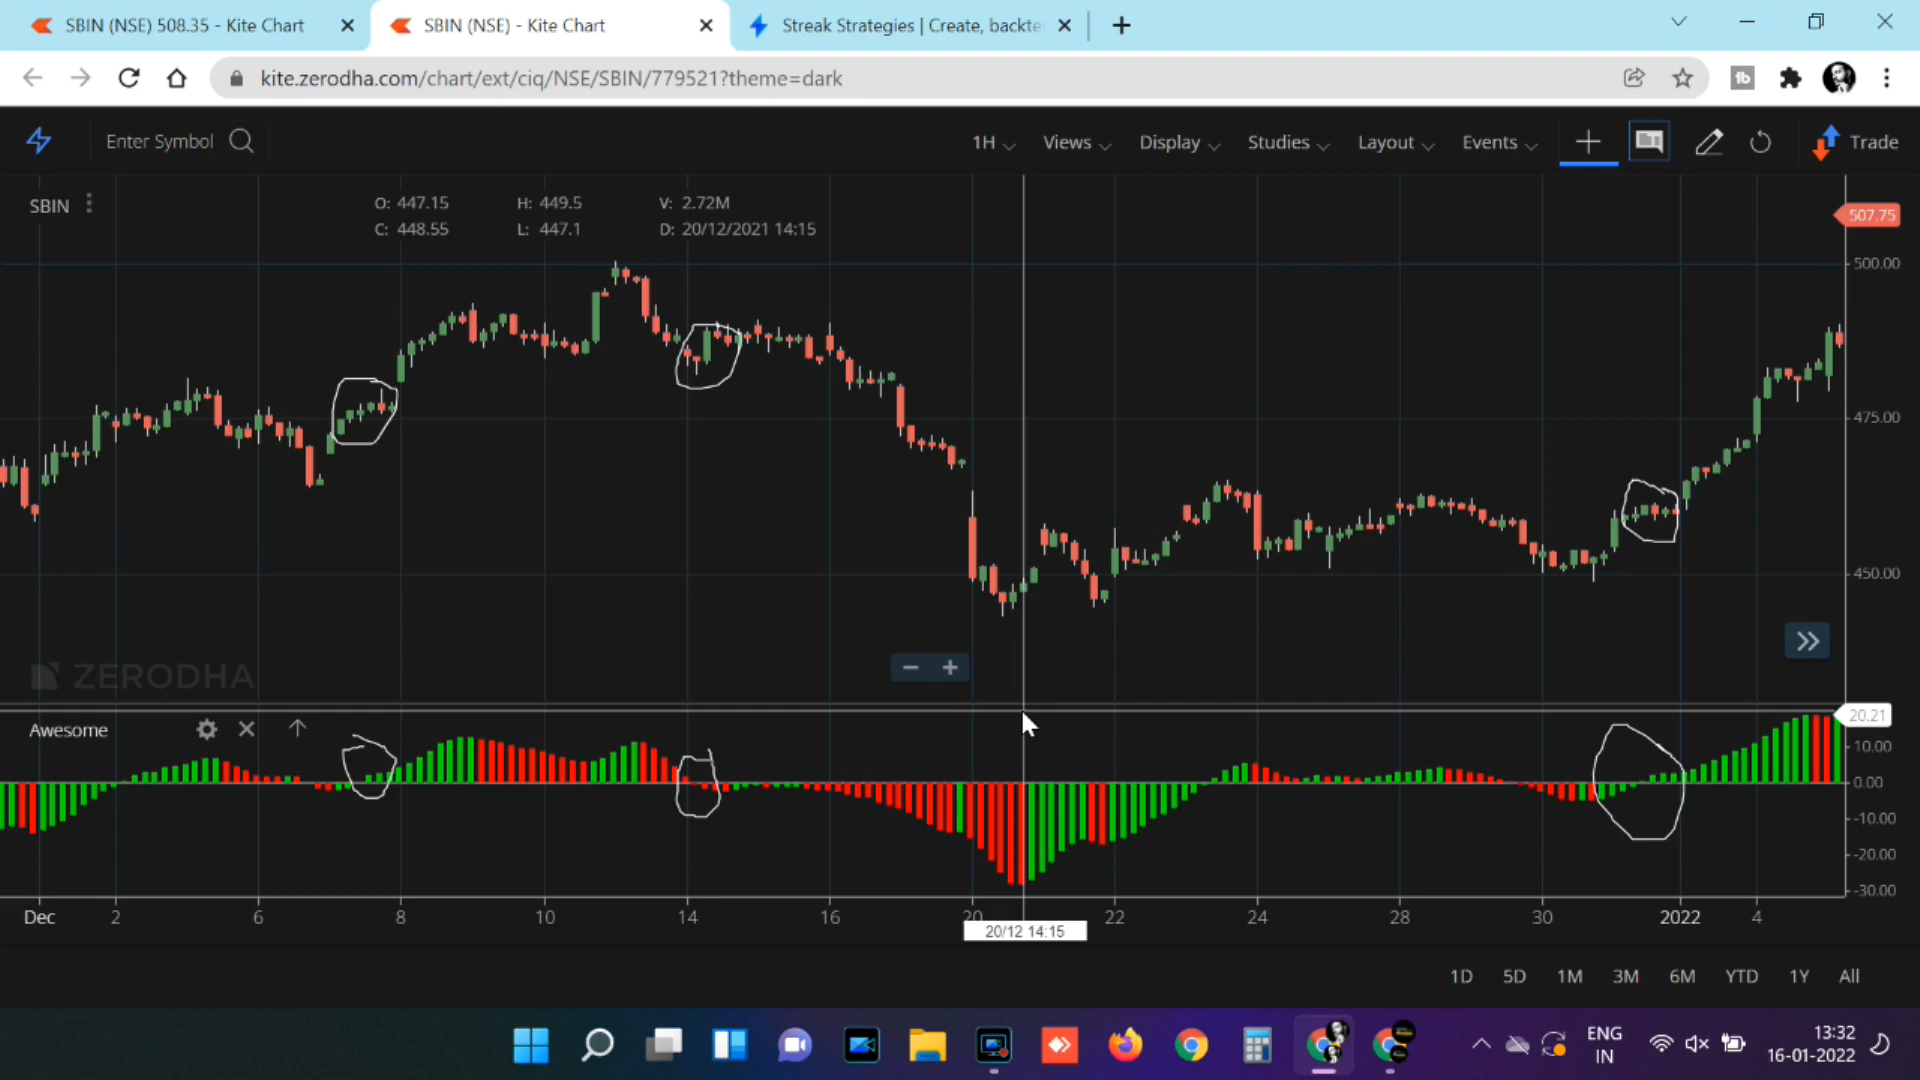 SBIN (NSE) 508.35 - Kite Chart
SBIN (NSE) - Kite Chart
Streak Strategies | Create, backte
kite.zerodha.com/chart/ext/ciq/NSE/SBIN/779521?theme=dark
Enter Symbol
1H
Views
Display
Studies
Layout
Events
Trade
SBIN
O: 447.15 H: 449.5 V: 2.72M
C: 448.55 L: 447.1 D: 20/12/2021 14:15
507.75
500.00
475.00
450.00
ZERODHA
Awesome
20.21
10.00
0.00
-10.00
-20.00
-30.00
Dec 2 6 8 10 14 16 20 22 24 28 30 2022 4
20/12 14:15
1D 5D 1M 3M 6M YTD 1Y All
ENG
IN
13:32
16-01-2022